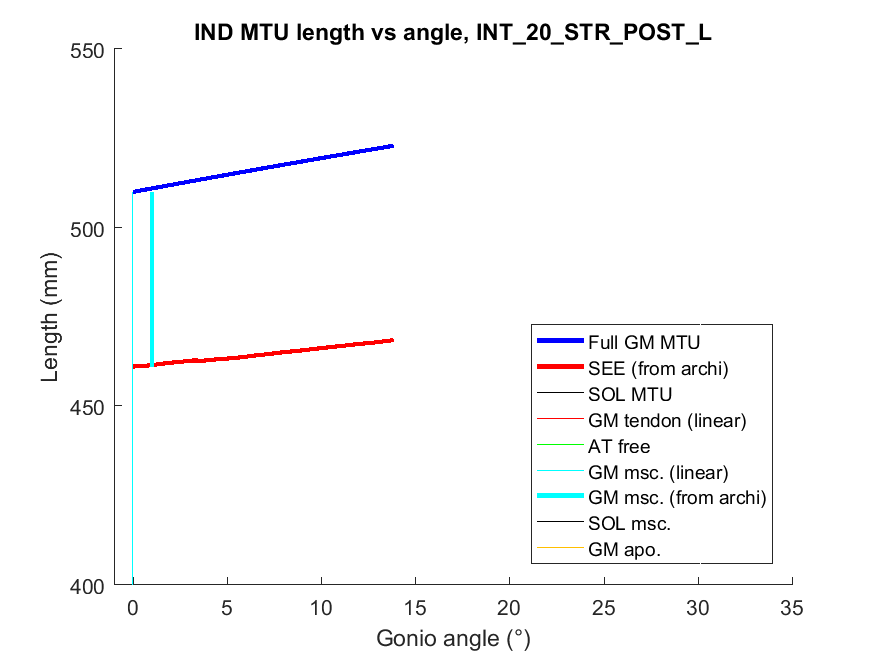 IND MTU length vs angle, INT_20_STR_POST_L
550
500
450
400
Length (mm)
0 5 10 15 20 25 30 35
Gonio angle (°)
Full GM MTU
SEE (from archi)
SOL MTU
GM tendon (linear)
AT free
GM msc. (linear)
GM msc. (from archi)
SOL msc.
GM apo.